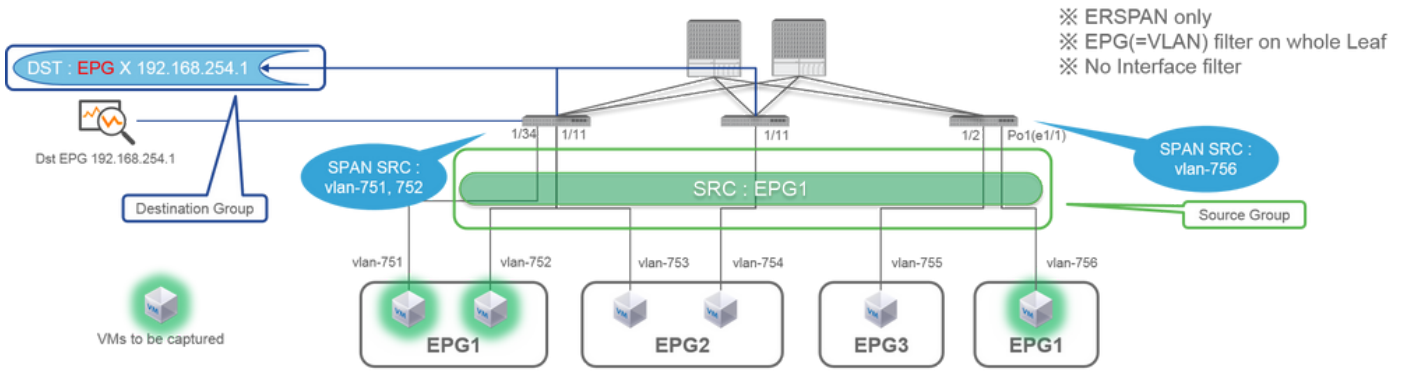 ※ ERSPAN only
※ EPG(=VLAN) filter on whole Leaf
※ No Interface filter
DST : EPG X 192.168.254.1
Dst EPG 192.168.254.1
Destination Group
1/34
1/11
1/11
1/2
Po1(e1/1)
SPAN SRC :
vlan-751, 752
SPAN SRC :
vlan-756
SRC : EPG1
Source Group
vlan-751
vlan-752
vlan-753
vlan-754
vlan-755
vlan-756
VM
VM
VM
VM
VM
VM
VM
VMs to be captured
EPG1
EPG2
EPG3
EPG1